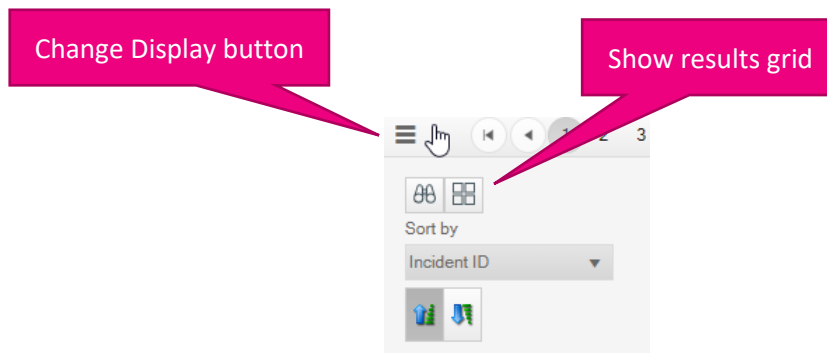 Change Display button
Show results grid
1 2 3
Sort by
Incident ID